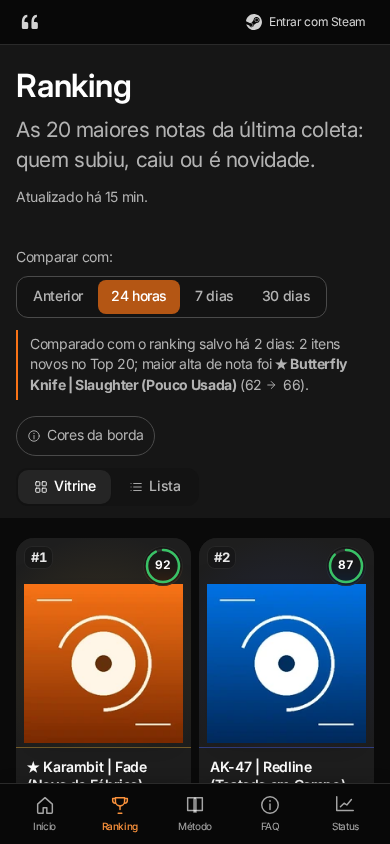 Entrar com Steam
Ranking
As 20 maiores notas da última coleta:
quem subiu, caiu ou é novidade.
Atualizado há 15 min.
Comparar com:
Anterior
24 horas
7 dias
30 dias
Comparado com o ranking salvo há 2 dias: 2 itens
novos no Top 20; maior alta de nota foi ★ Butterfly
Knife | Slaughter (Pouco Usada) (62 → 66).
Cores da borda
Vitrine
Lista
#1
92
#2
87
★ Karambit | Fade
AK-47 | Redline
Início
Ranking
Método
FAQ
Status